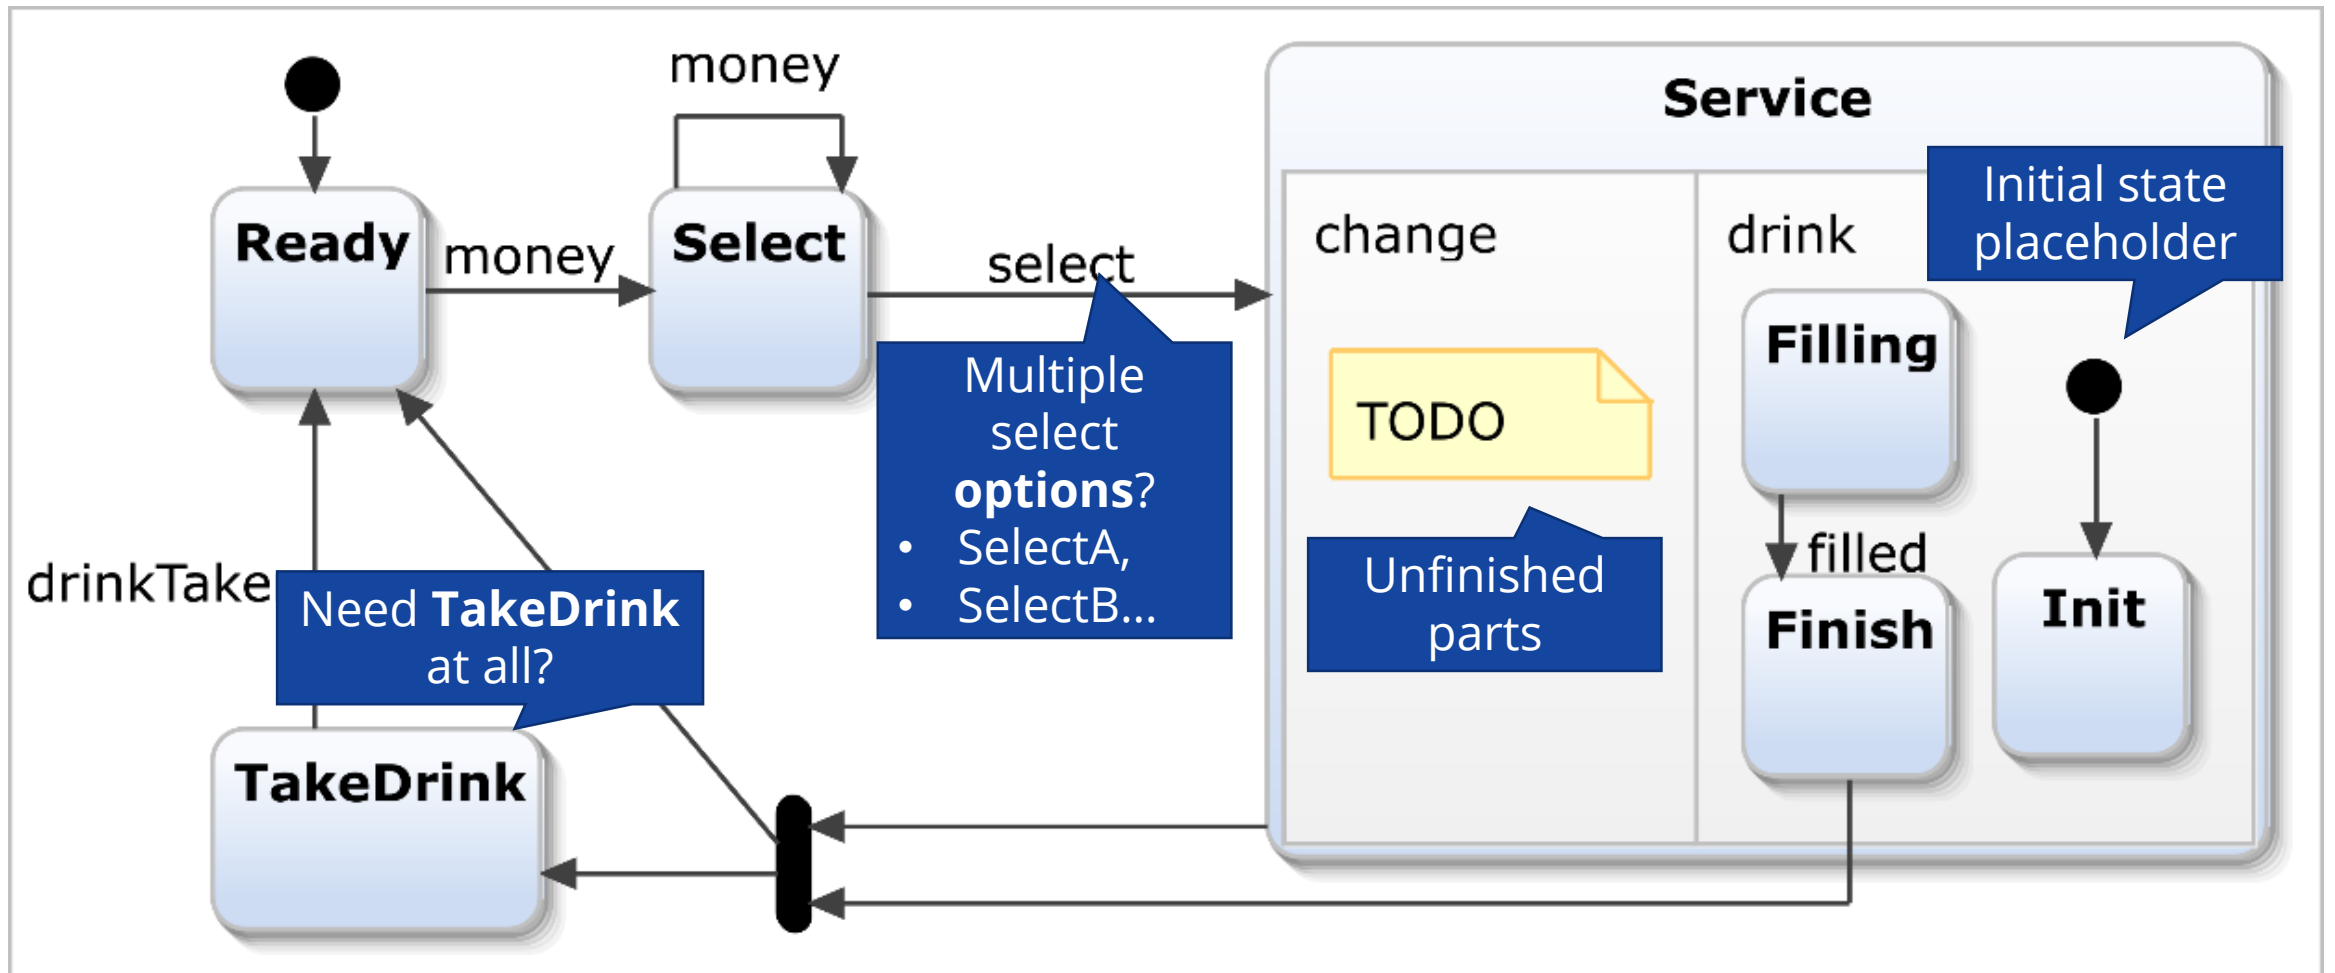 money
Service
Initial state
placeholder
Ready
money
Select
select
change
drink
Multiple
select
options?
• SelectA,
• SelectB...
TODO
Filling
filled
Unfinished
parts
Finish
Init
drinkTake
Need TakeDrink
at all?
TakeDrink